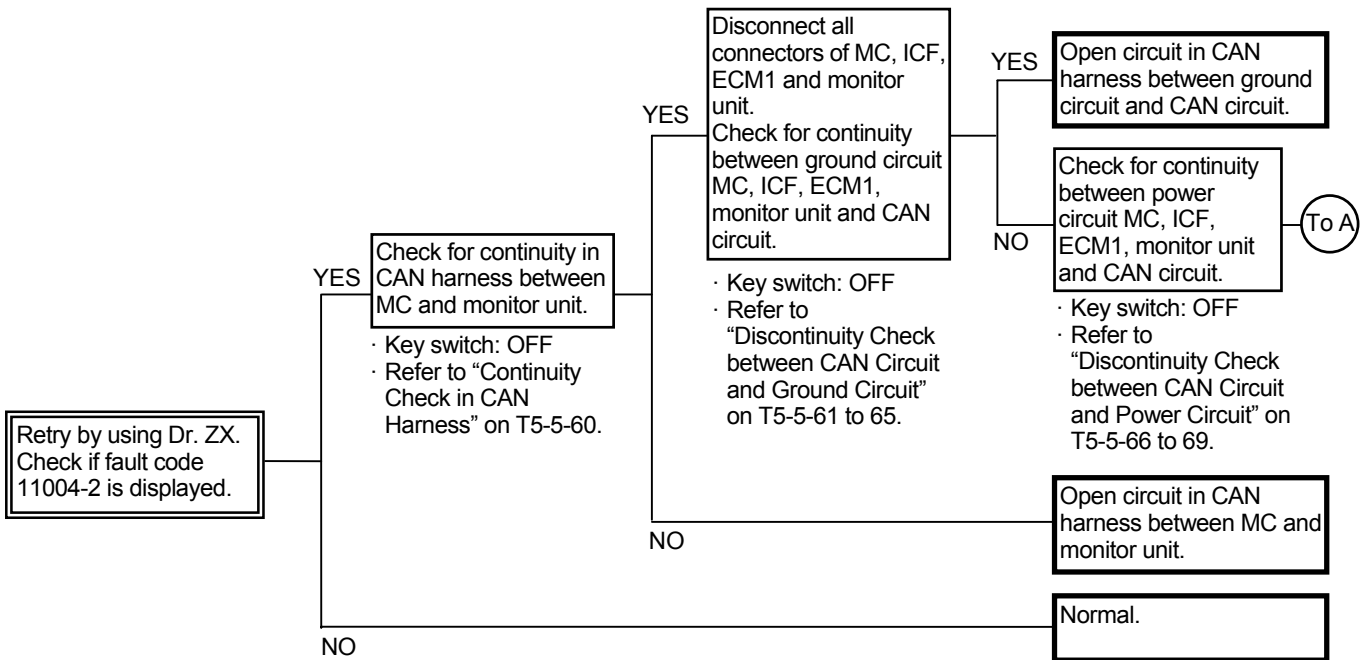 Retry by using Dr. ZX.
Check if fault code
11004-2 is displayed.
YES
Check for continuity in
CAN harness between
MC and monitor unit.
· Key switch: OFF
· Refer to “Continuity
Check in CAN
Harness” on T5-5-60.
YES
Disconnect all
connectors of MC, ICF,
ECM1 and monitor
unit.
Check for continuity
between ground circuit
MC, ICF, ECM1,
monitor unit and CAN
circuit.
· Key switch: OFF
· Refer to
“Discontinuity Check
between CAN Circuit
and Ground Circuit”
on T5-5-61 to 65.
YES
Open circuit in CAN
harness between ground
circuit and CAN circuit.
NO
Check for continuity
between power
circuit MC, ICF,
ECM1, monitor unit
and CAN circuit.
To A
· Key switch: OFF
· Refer to
“Discontinuity Check
between CAN Circuit
and Power Circuit” on
T5-5-66 to 69.
NO
Open circuit in CAN
harness between MC and
monitor unit.
NO
Normal.